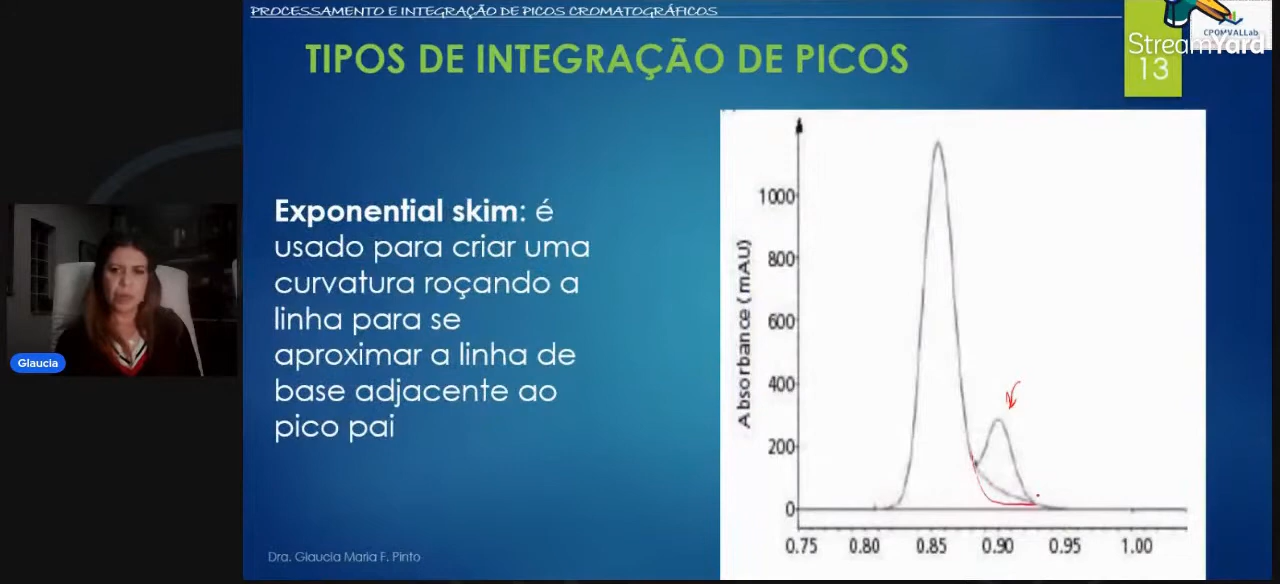 PROCESSAMENTO E INTEGRAÇÃO DE PICOS CROMATOGRÁFICOS
TIPOS DE INTEGRAÇÃO DE PICOS
CPOMVALLab
StreamYard
13
Exponential skim: é
usado para criar uma
curvatura roçando a
linha para se
aproximar a linha de
base adjacente ao
pico pai
Glaucia
Absorbance (mAU)
1000
800
600
400
200
0
0.75 0.80 0.85 0.90 0.95 1.00
Dra. Glaucia Maria F. Pinto